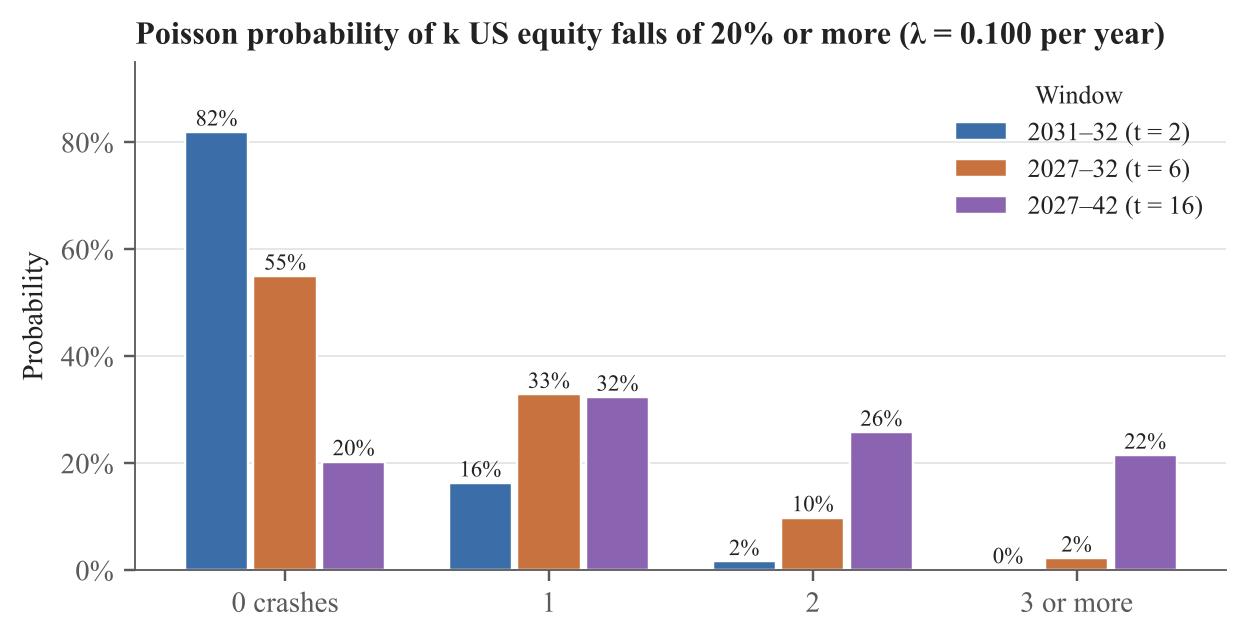 Poisson probability of k US equity falls of 20% or more (λ = 0.100 per year)
Window
2031–32 (t = 2)
2027–32 (t = 6)
2027–42 (t = 16)
Probability
80%
60%
40%
20%
0%
82%
55%
20%
16%
33%
32%
2%
10%
26%
0%
2%
22%
0 crashes
1
2
3 or more